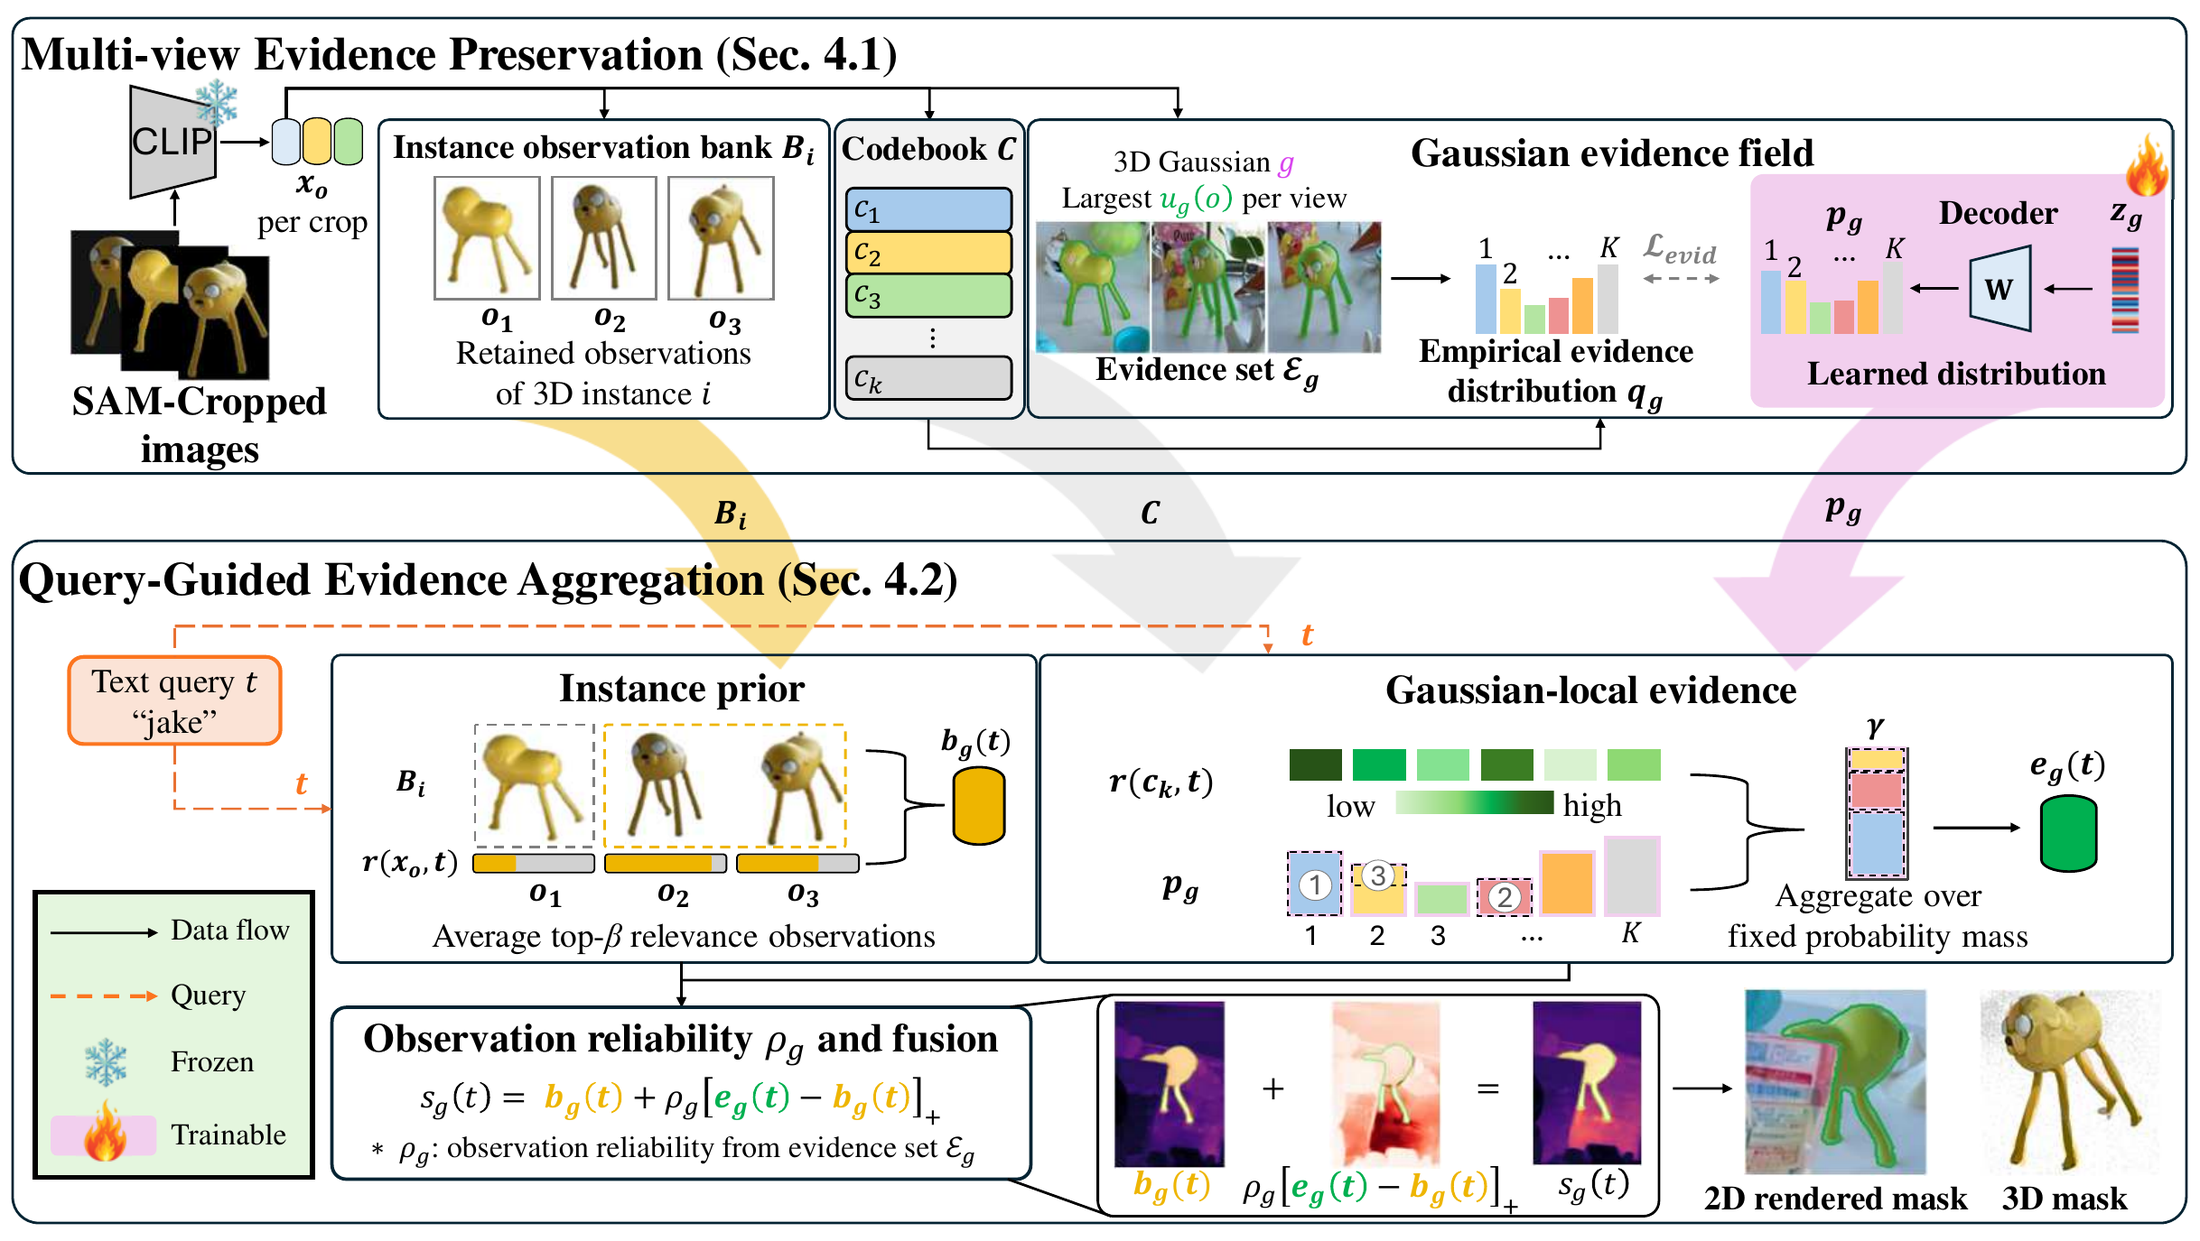 Multi-view Evidence Preservation (Sec. 4.1)
CLIP
x_o
per crop
SAM-Cropped
images
Instance observation bank B_i
o_1 o_2 o_3
Retained observations
of 3D instance i
Codebook C
c_1
c_2
c_3
⋮
c_k
Gaussian evidence field
3D Gaussian g
Largest u_g(o) per view
Evidence set ℰ_g
1 2 ... K
Empirical evidence
distribution q_g
ℒ_evid
p_g
1 2 ... K
Decoder
W
z_g
Learned distribution
B_i
C
p_g
Query-Guided Evidence Aggregation (Sec. 4.2)
t
Text query t
“jake”
t
Instance prior
B_i
r(x_o, t)
o_1 o_2 o_3
b_g(t)
Average top-β relevance observations
Gaussian-local evidence
r(c_k, t)
low high
p_g
1 3 2
1 2 3 ... K
γ
e_g(t)
Aggregate over
fixed probability mass
Data flow
Query
Frozen
Trainable
Observation reliability ρ_g and fusion
s_g(t) = b_g(t) + ρ_g[e_g(t) − b_g(t)]_+
* ρ_g: observation reliability from evidence set ℰ_g
+ =
b_g(t) ρ_g[e_g(t) − b_g(t)]_+ s_g(t)
2D rendered mask
3D mask